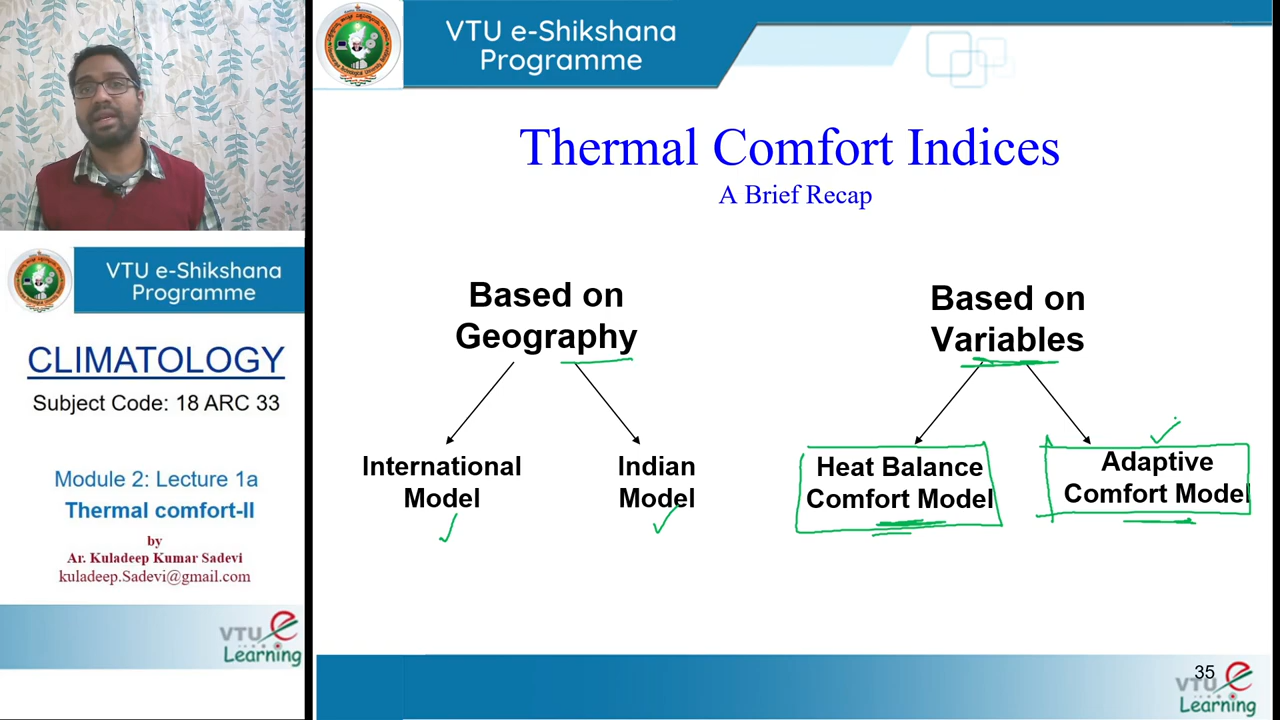 VTU e-Shikshana
Programme
CLIMATOLOGY
Subject Code: 18 ARC 33
Module 2: Lecture 1a
Thermal comfort-II
by
Ar. Kuladeep Kumar Sadevi
kuladeep.Sadevi@gmail.com
VTU e
Learning
VTU e-Shikshana
Programme
Thermal Comfort Indices
A Brief Recap
Based on
Geography
International
Model
Indian
Model
Based on
Variables
Heat Balance
Comfort Model
Adaptive
Comfort Model
35
VTU e
Learning